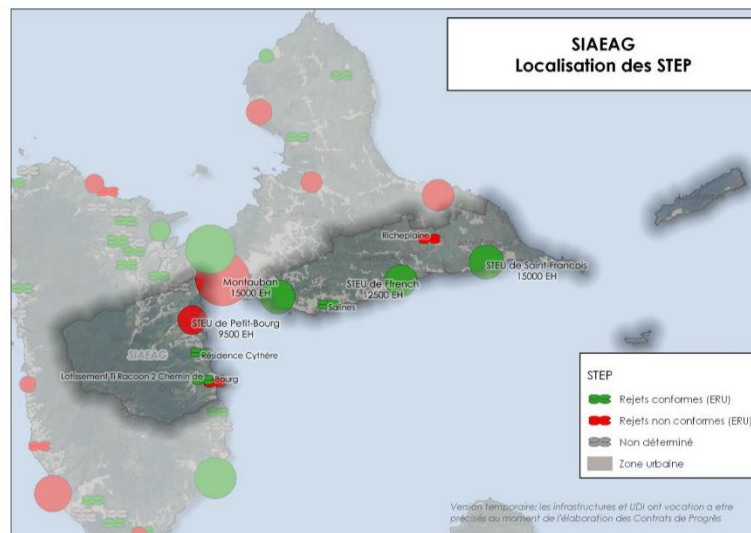 SIAEAG
Localisation des STEP
Richeplaine
STEU de Saint-François
15000 EH
Montauban
15000 EH
STEU de Ffrench
12500 EH
Salines
STEU de Petit-Bourg
9500 EH
SIAEAG
Résidence Cythère
Lotissement Ti Racoon 2 Chemin de
Bourg
STEP
Rejets conformes (ERU)
Rejets non conformes (ERU)
Non déterminé
Zone urbaine
Version temporaire: les infrastructures et UDI ont vocation a etre
précisés au moment de l'élaboration des Contrats de Progrès